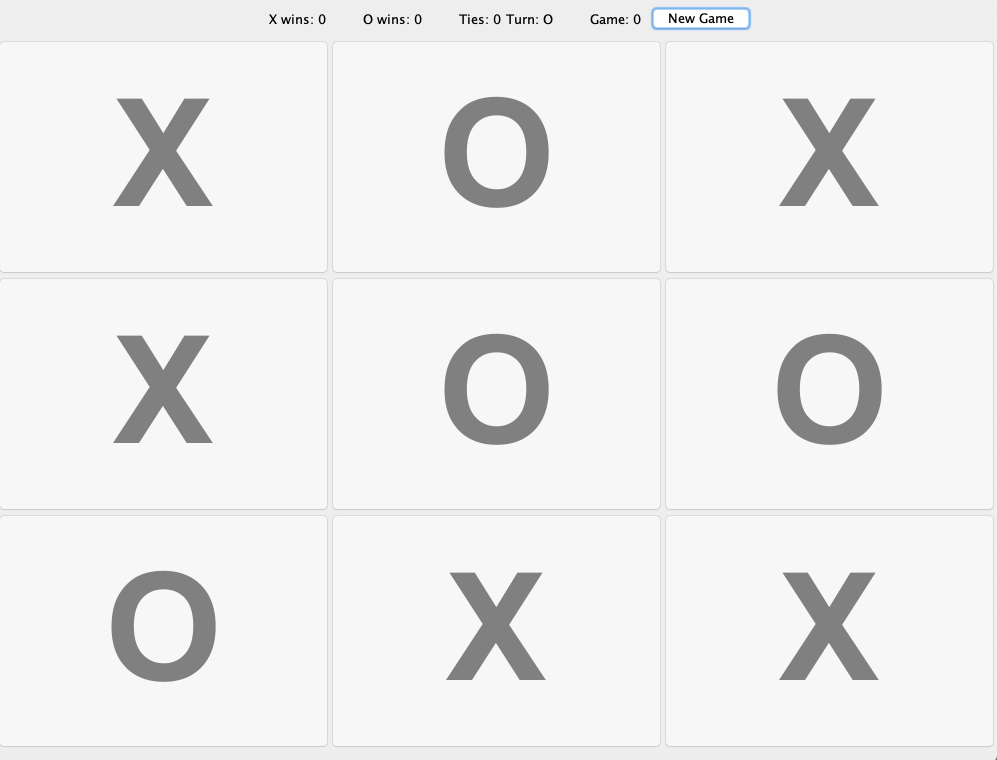 X wins: 0 O wins: 0 Ties: 0 Turn: O Game: 0 New Game
X O X
X O O
O X X